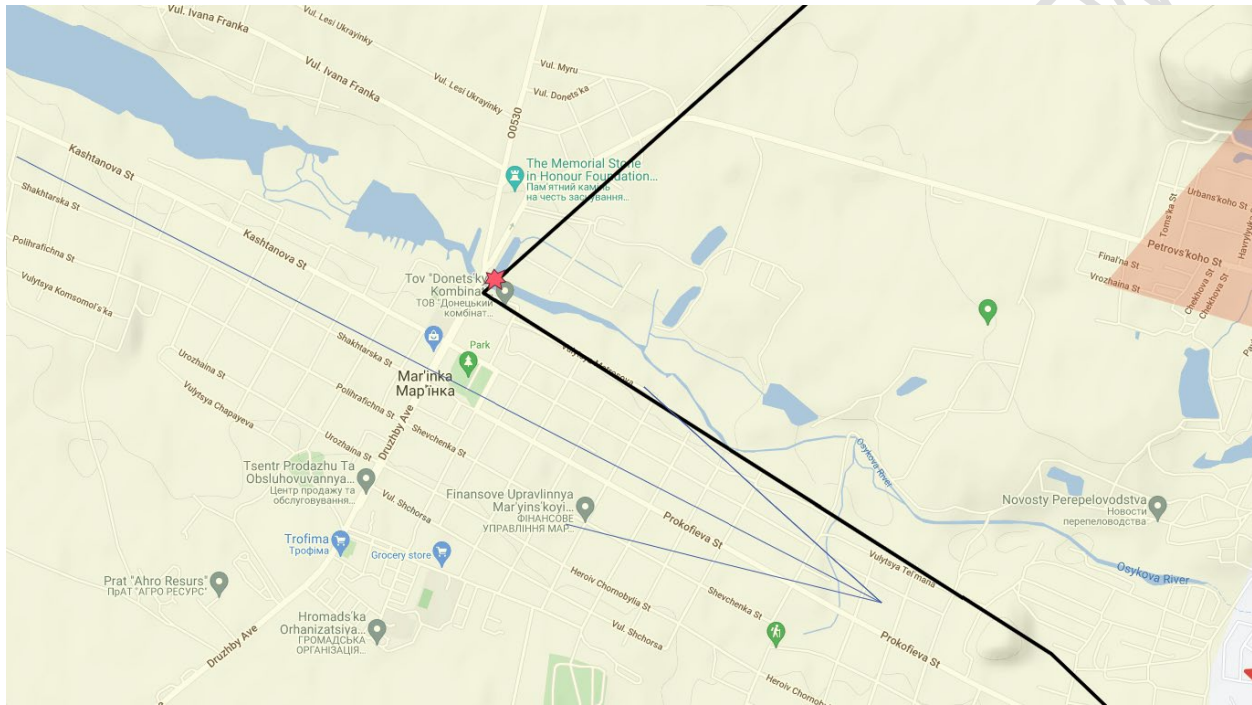 Vul. Ivana Franka
Vul. Lesi Ukrayinky
Vul. Ivana Franka
Vul. Lesi Ukrayinky
Vul. Myru
Vul. Donets'ka
O0530
The Memorial Stone
in Honour Foundation...
Пам'ятний камінь
на честь заснування...
Kashtanova St
Shakhtarska St
Polihrafichna St
Vulytsya Komsomol's'ka
Kashtanova St
Tov "Donets'kyy
Kombinat
ТОВ "Донецький
комбінат...
Urbans'koho St
Toms'ka St
Petrovs'koho St
Final'na St
Vrozhaina St
Chekhova St
Chekhova St
Shakhtarska St
Park
Mar'inka
Мар'їнка
Urozhaina St
Vulytsya Chapayeva
Polihrafichna St
Shevchenka St
Urozhaina St
Druzhby Ave
Tsentr Prodazhu Ta
Obsluhovuvannya...
Центр продажу та
обслуговування...
Vul. Shchorsa
Finansove Upravlinnya
Mar'yins'koyi...
ФІНАНСОВЕ
УПРАВЛІННЯ МАР...
Osykova River
Novosty Perepelovodstva
Новости
перепеловодства
Prokofieva St
Trofima
Трофіма
Grocery store
Vulytsya Tel'mana
Osykova River
Prat "Ahro Resurs"
ПрАТ "АГРО РЕСУРС"
Heroiv Chornobylia St
Shevchenka St
Hromads'ka
Orhanizatsiya...
ГРОМАДСЬКА
ОРГАНІЗАЦІЯ...
Vul. Shchorsa
Prokofieva St
Druzhby Ave